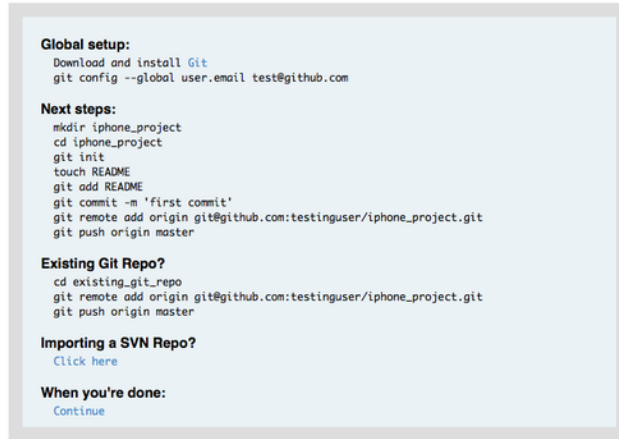 Global setup:
Download and install Git
git config --global user.email test@github.com
Next steps:
mkdir iphone_project
cd iphone_project
git init
touch README
git add README
git commit -m 'first commit'
git remote add origin git@github.com:testinguser/iphone_project.git
git push origin master
Existing Git Repo?
cd existing_git_repo
git remote add origin git@github.com:testinguser/iphone_project.git
git push origin master
Importing a SVN Repo?
Click here
When you're done:
Continue